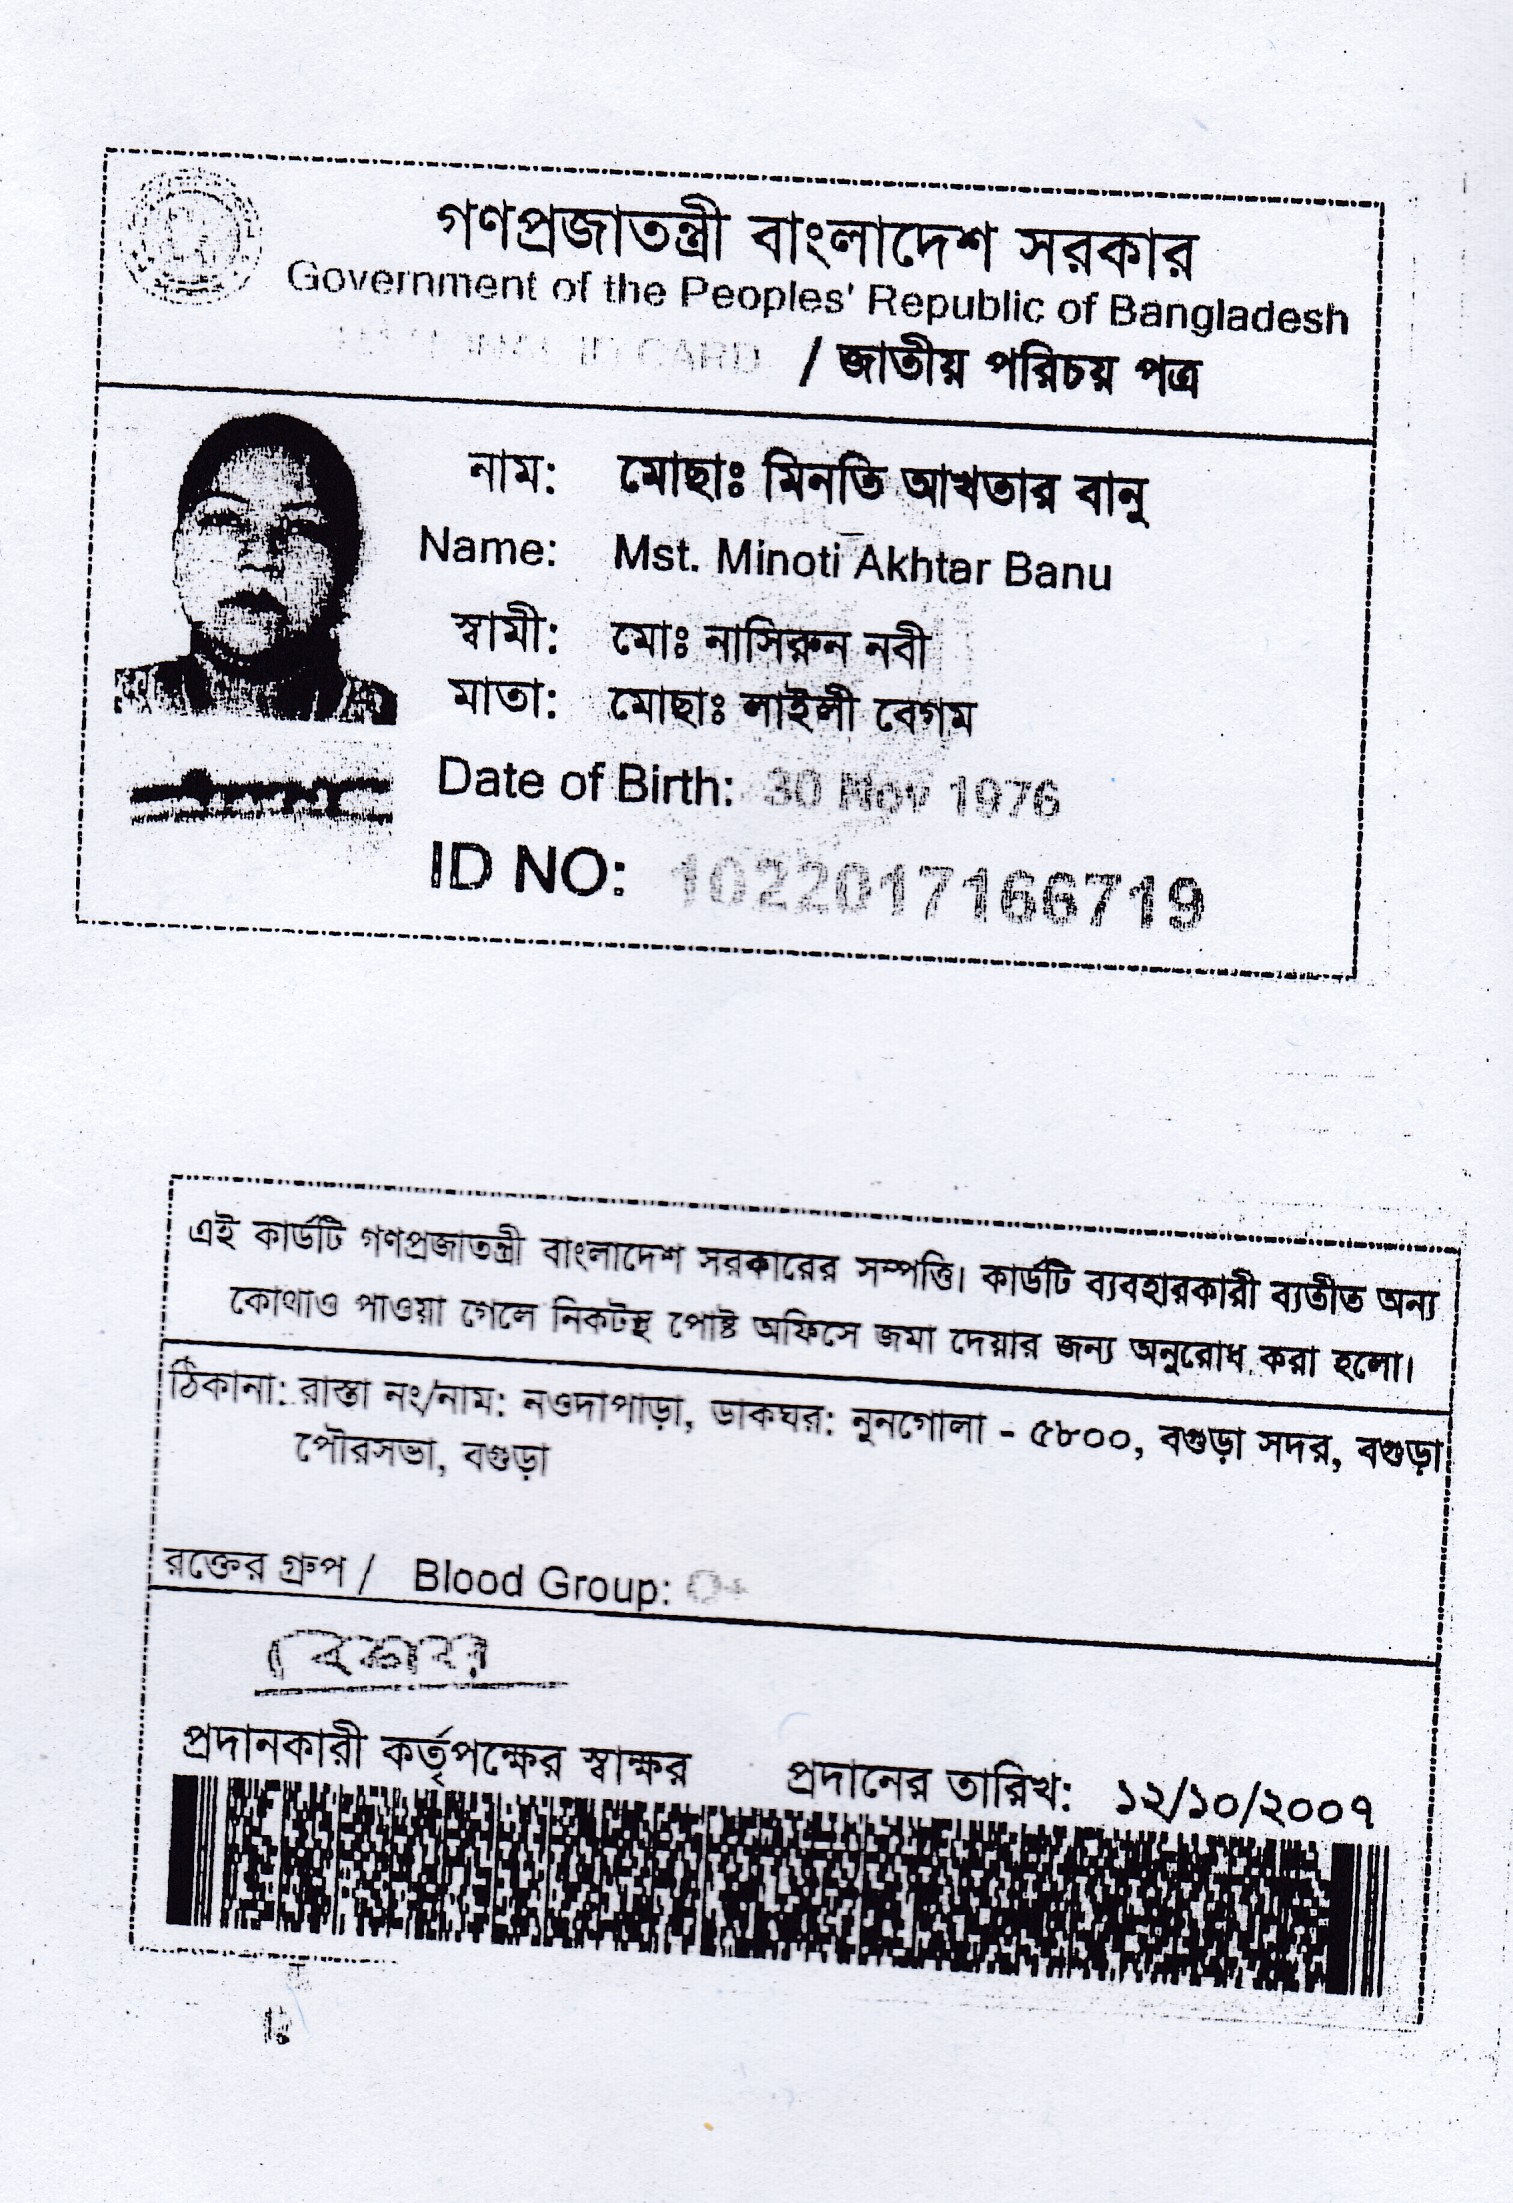 গণপ্রজাতন্ত্রী বাংলাদেশ সরকার
Government of the Peoples' Republic of Bangladesh
NATIONAL ID CARD / জাতীয় পরিচয় পত্র
নাম: মোছাঃ মিনতি আখতার বানু
Name: Mst. Minoti Akhtar Banu
স্বামী: মোঃ নাসিরুন নবী
মাতা: মোছাঃ লাইলী বেগম
Date of Birth: 30 Nov 1976
ID NO: 1022017166719
এই কার্ডটি গণপ্রজাতন্ত্রী বাংলাদেশ সরকারের সম্পত্তি। কার্ডটি ব্যবহারকারী ব্যতীত অন্য
কোথাও পাওয়া গেলে নিকটস্থ পোষ্ট অফিসে জমা দেয়ার জন্য অনুরোধ করা হলো।
ঠিকানা: রাস্তা নং/নাম: নওদাপাড়া, ডাকঘর: নুনগোলা - ৫৮০০, বগুড়া সদর, বগুড়া
পৌরসভা, বগুড়া
রক্তের গ্রুপ / Blood Group: O+
প্রদানকারী কর্তৃপক্ষের স্বাক্ষর প্রদানের তারিখ: ১২/১০/২০০৭